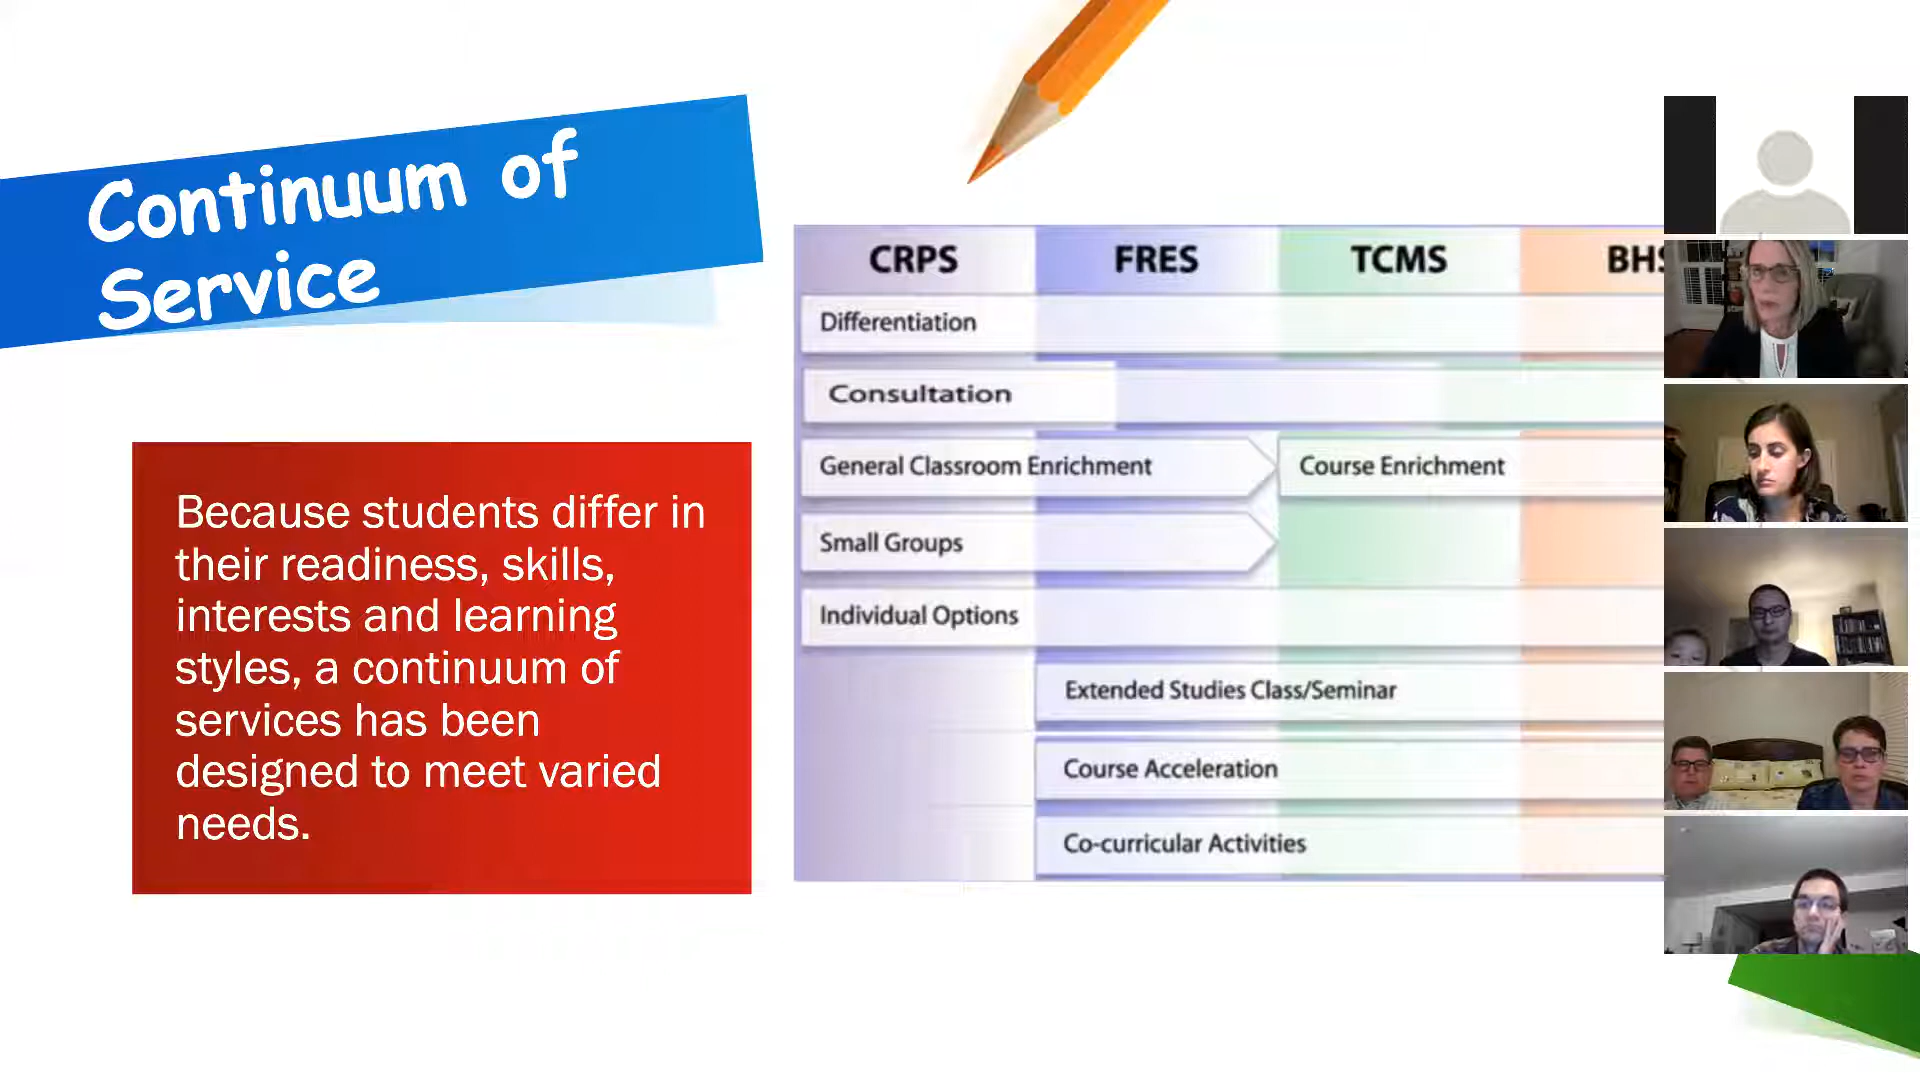 Continuum of
Service
Because students differ in
their readiness, skills,
interests and learning
styles, a continuum of
services has been
designed to meet varied
needs.
CRPS FRES TCMS
Differentiation
Consultation
General Classroom Enrichment Course Enrichment
Small Groups
Individual Options
Extended Studies Class/Seminar
Course Acceleration
Co-curricular Activities